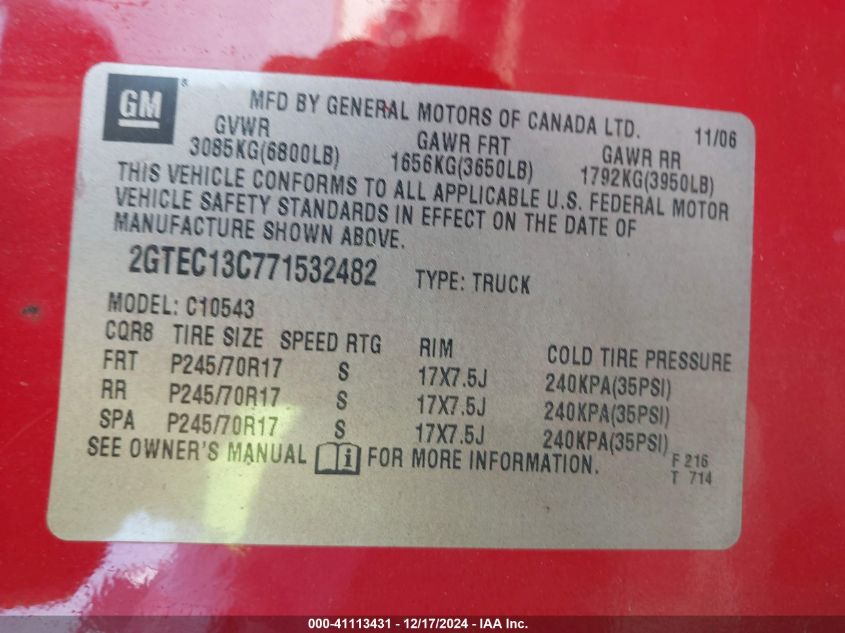 GM®
MFD BY GENERAL MOTORS OF CANADA LTD. 11/06
GVWR GAWR FRT GAWR RR
3085KG(6800LB) 1656KG(3650LB) 1792KG(3950LB)
THIS VEHICLE CONFORMS TO ALL APPLICABLE U.S. FEDERAL MOTOR
VEHICLE SAFETY STANDARDS IN EFFECT ON THE DATE OF
MANUFACTURE SHOWN ABOVE.
2GTEC13C771532482 TYPE: TRUCK
MODEL: C10543
CQR8 TIRE SIZE SPEED RTG RIM COLD TIRE PRESSURE
FRT P245/70R17 S 17X7.5J 240KPA(35PSI)
RR P245/70R17 S 17X7.5J 240KPA(35PSI)
SPA P245/70R17 S 17X7.5J 240KPA(35PSI)
SEE OWNER'S MANUAL i FOR MORE INFORMATION.
F 216
T 714
000-41113431 - 12/17/2024 - IAA Inc.